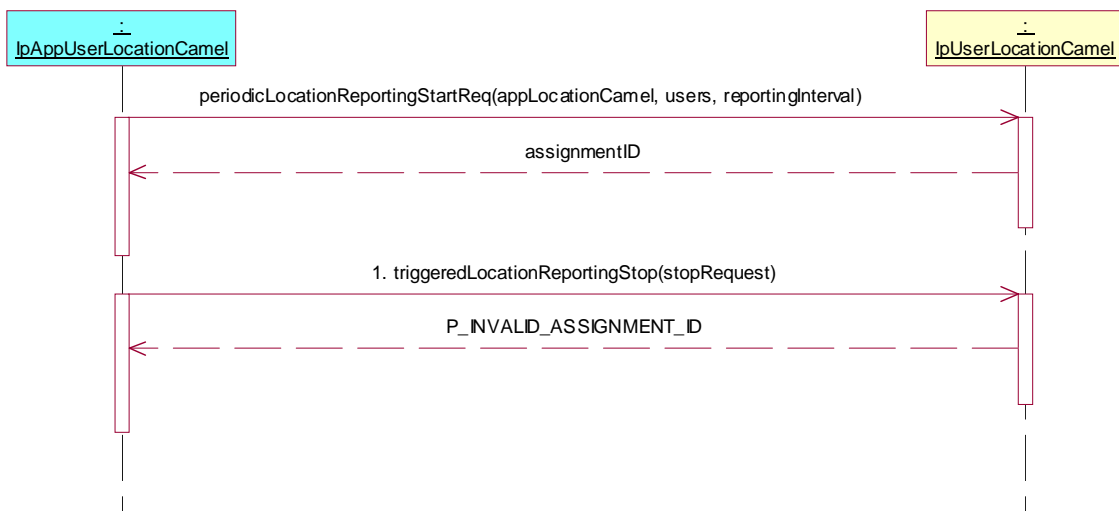 :
IpAppUserLocationCamel
:
IpUserLocationCamel
periodicLocationReportingStartReq(appLocationCamel, users, reportingInterval)
assignmentID
1. triggeredLocationReportingStop(stopRequest)
P_INVALID_ASSIGNMENT_ID